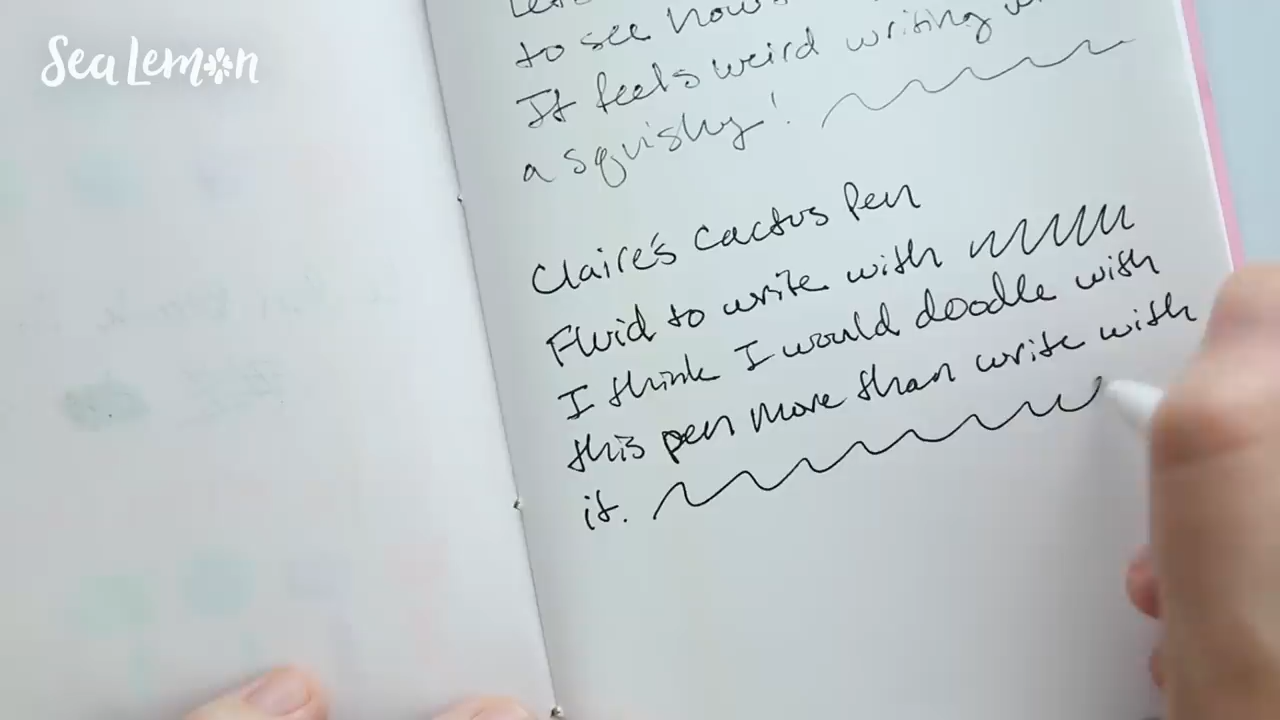 Sea Lemon
to see how
It feels weird writing
a squishy!
Claire's Cactus Pen
Fluid to write with
I think I would doodle with
this pen more than write with
it.